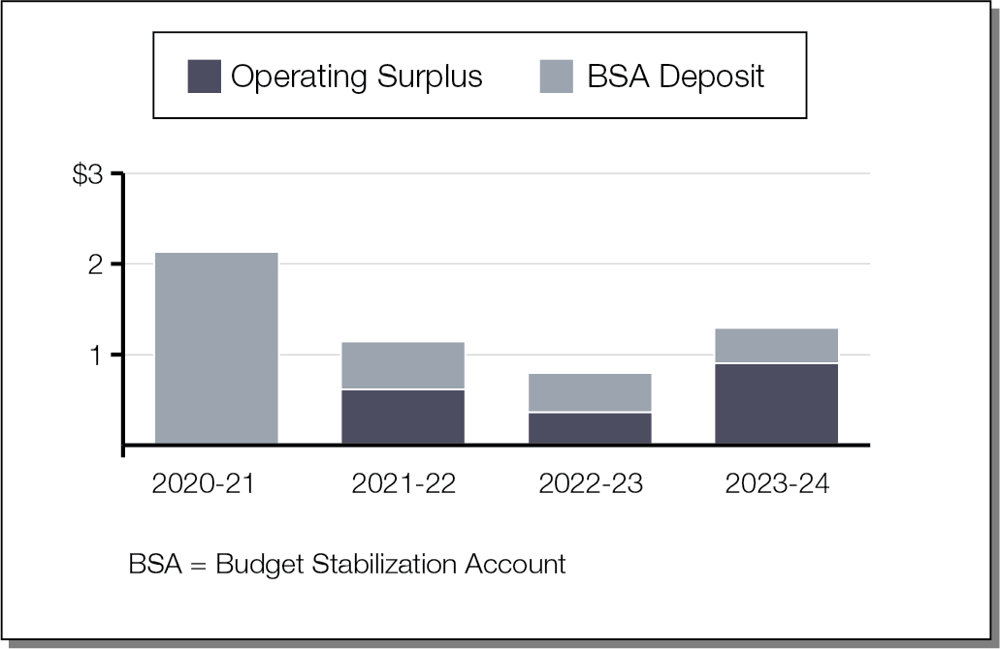 Operating Surplus BSA Deposit
$3
2
1
2020-21 2021-22 2022-23 2023-24
BSA = Budget Stabilization Account